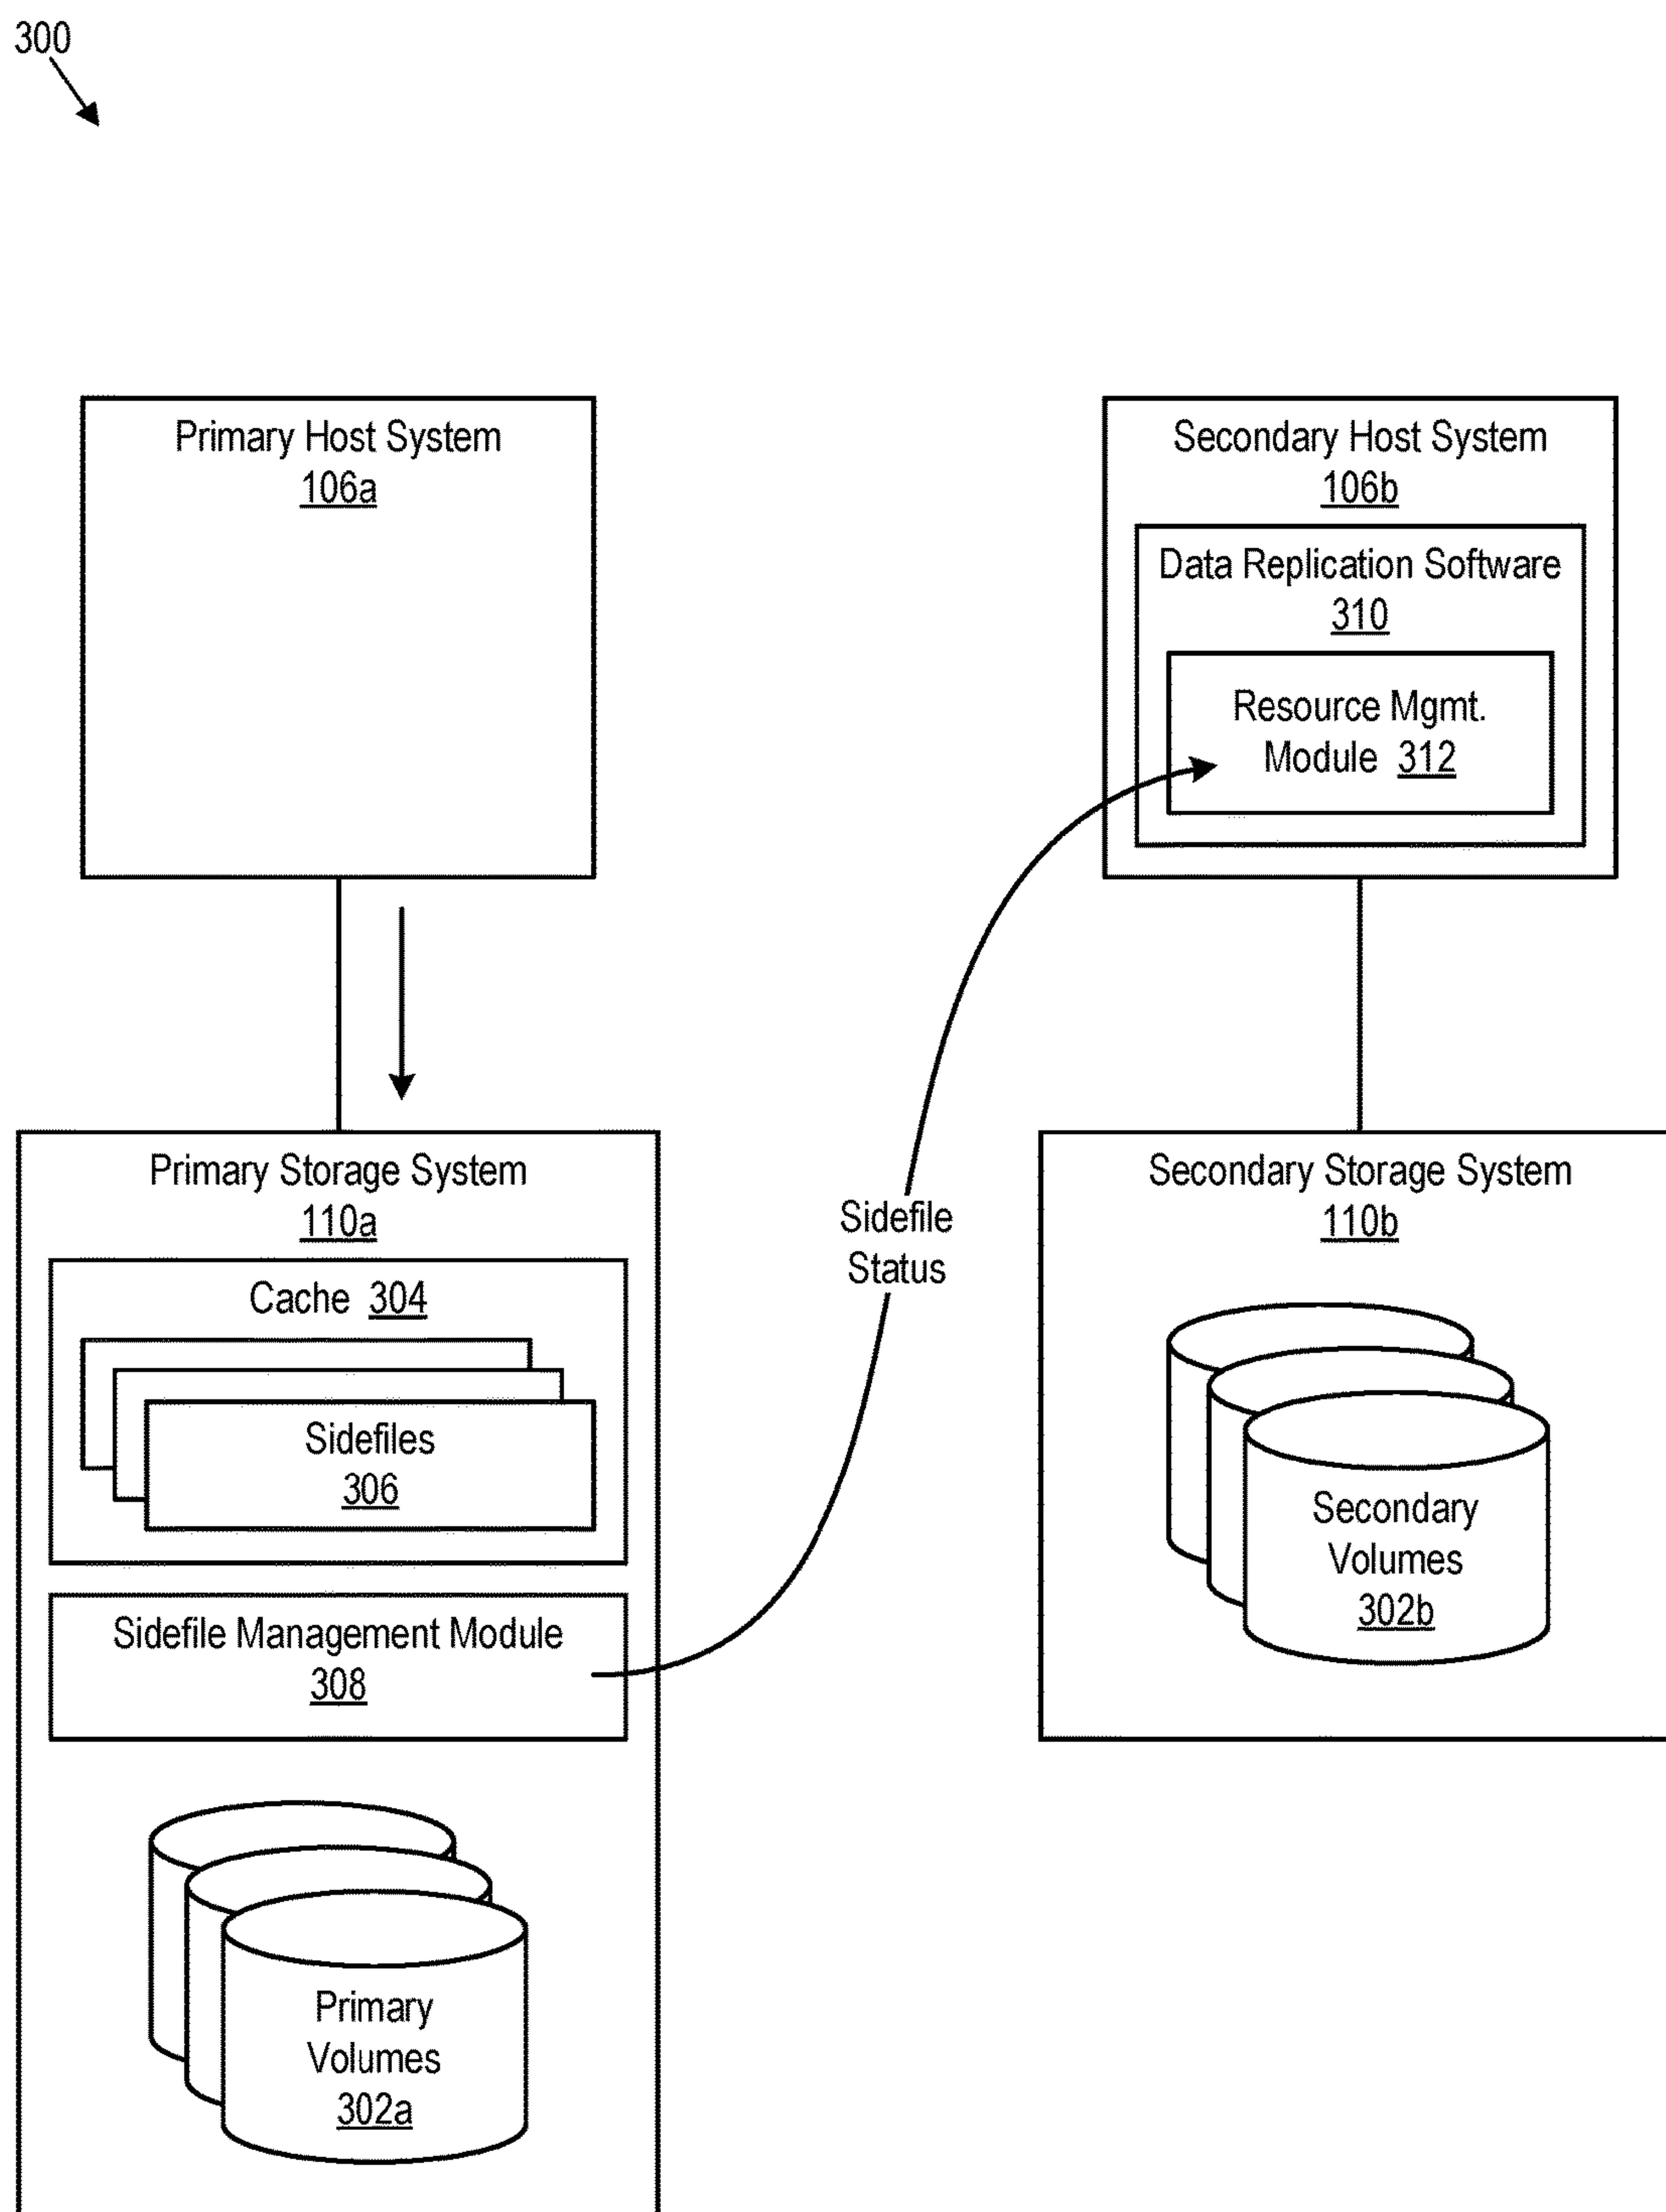 300
Primary Host System
106a
Secondary Host System
106b
Data Replication Software
310
Resource Mgmt.
Module 312
Primary Storage System
110a
Cache 304
Sidefiles
306
Sidefile Management Module
308
Primary
Volumes
302a
Sidefile
Status
Secondary Storage System
110b
Secondary
Volumes
302b